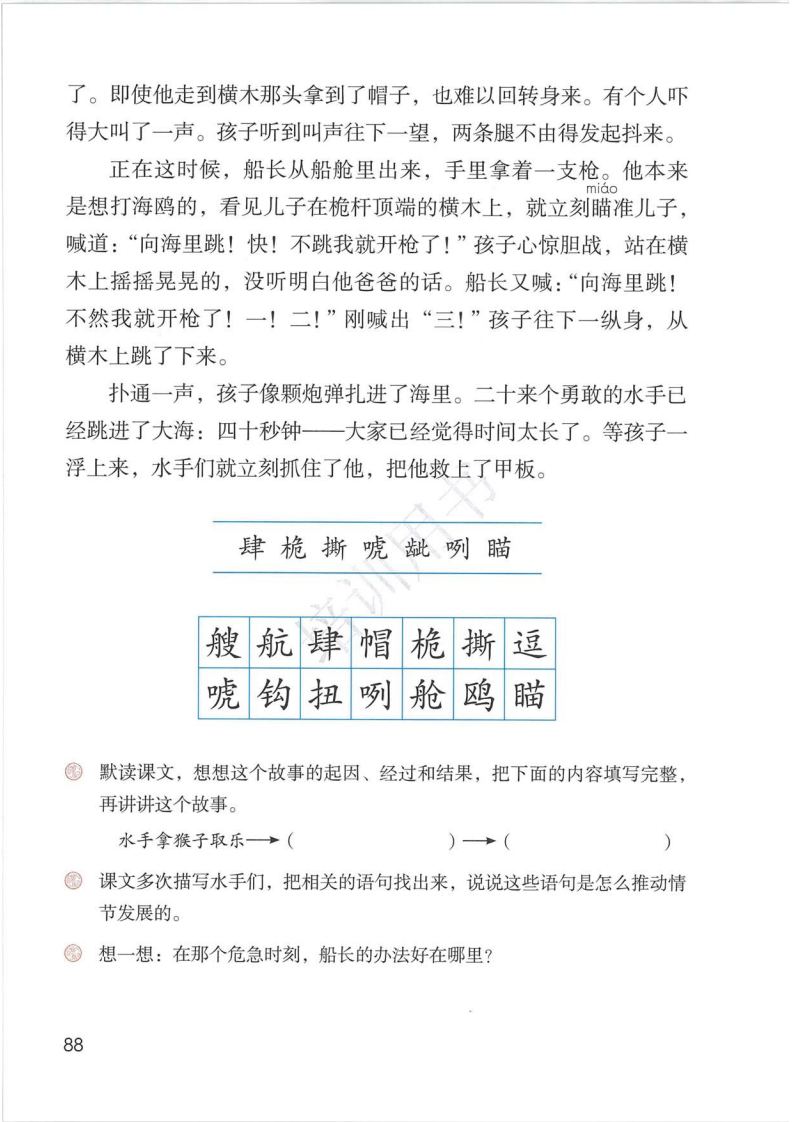 了。即使他走到横木那头拿到了帽子，也难以回转身来。有个人吓
得大叫了一声。孩子听到叫声往下一望，两条腿不由得发起抖来。
正在这时候，船长从船舱里出来，手里拿着一支枪。他本来
miáo
是想打海鸥的，看见儿子在桅杆顶端的横木上，就立刻瞄准儿子，
喊道：“向海里跳！快！不跳我就开枪了！”孩子心惊胆战，站在横
木上摇摇晃晃的，没听明白他爸爸的话。船长又喊：“向海里跳！
不然我就开枪了！一！二！”刚喊出“三！”孩子往下一纵身，从
横木上跳了下来。
扑通一声，孩子像颗炮弹扎进了海里。二十来个勇敢的水手已
经跳进了大海：四十秒钟——大家已经觉得时间太长了。等孩子一
浮上来，水手们就立刻抓住了他，把他救上了甲板。
肆 桅 撕 唬 龇 咧 瞄
艘 航 肆 帽 桅 撕 逗
唬 钩 扭 咧 舱 鸥 瞄
培训用书
默读课文，想想这个故事的起因、经过和结果，把下面的内容填写完整，
再讲讲这个故事。
水手拿猴子取乐→（ ）→（ ）
课文多次描写水手们，把相关的语句找出来，说说这些语句是怎么推动情
节发展的。
想一想：在那个危急时刻，船长的办法好在哪里？
88